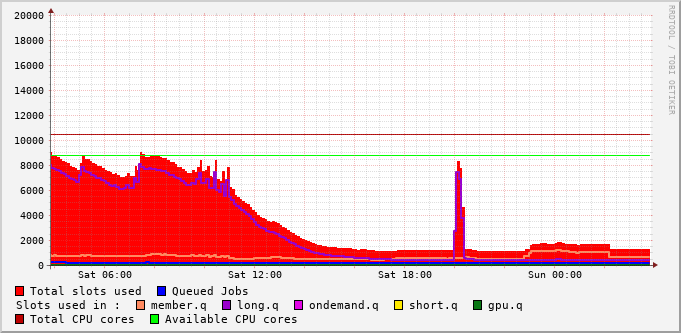 20000
18000
16000
14000
12000
10000
8000
6000
4000
2000
0
Sat 06:00 Sat 12:00 Sat 18:00 Sun 00:00
Total slots used Queued Jobs
Slots used in : member.q long.q ondemand.q short.q gpu.q
Total CPU cores Available CPU cores
RRDTOOL / TOBI OETIKER